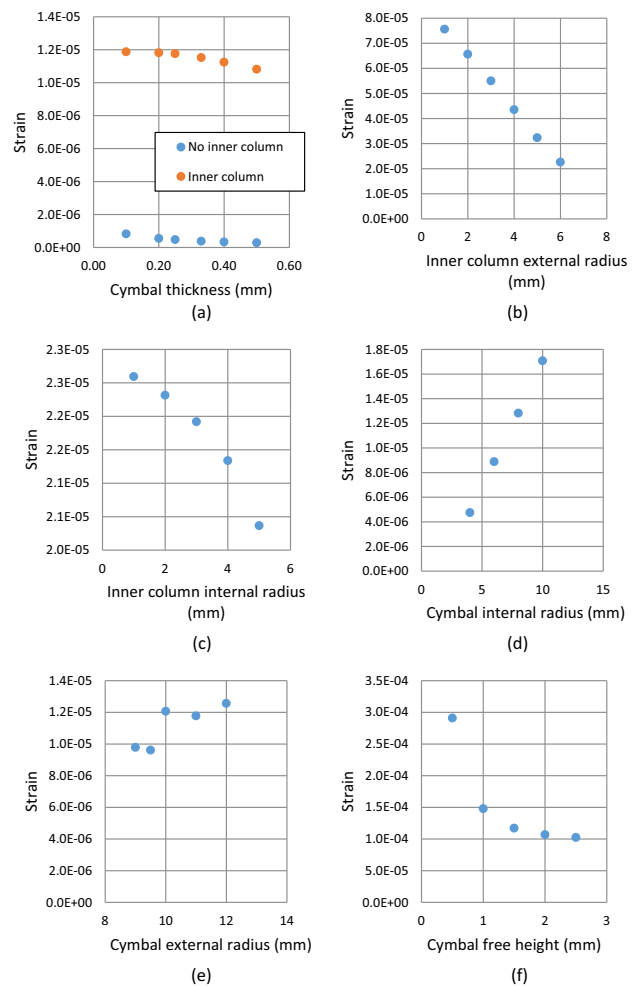 1.4E-05
1.2E-05
1.0E-05
8.0E-06
6.0E-06
4.0E-06
2.0E-06
0.0E+00
Strain
No inner column
Inner column
0.00 0.20 0.40 0.60
Cymbal thickness (mm)
(a)
8.0E-05
7.0E-05
6.0E-05
5.0E-05
4.0E-05
3.0E-05
2.0E-05
1.0E-05
0.0E+00
Strain
0 2 4 6 8
Inner column external radius
(mm)
(b)
2.3E-05
2.3E-05
2.2E-05
2.2E-05
2.1E-05
2.1E-05
2.0E-05
Strain
0 2 4 6
Inner column internal radius
(mm)
(c)
1.8E-05
1.6E-05
1.4E-05
1.2E-05
1.0E-05
8.0E-06
6.0E-06
4.0E-06
2.0E-06
0.0E+00
Strain
0 5 10 15
Cymbal internal radius (mm)
(d)
1.4E-05
1.2E-05
1.0E-05
8.0E-06
6.0E-06
4.0E-06
2.0E-06
0.0E+00
Strain
8 10 12 14
Cymbal external radius (mm)
(e)
3.5E-04
3.0E-04
2.5E-04
2.0E-04
1.5E-04
1.0E-04
5.0E-05
0.0E+00
Strain
0 1 2 3
Cymbal free height (mm)
(f)